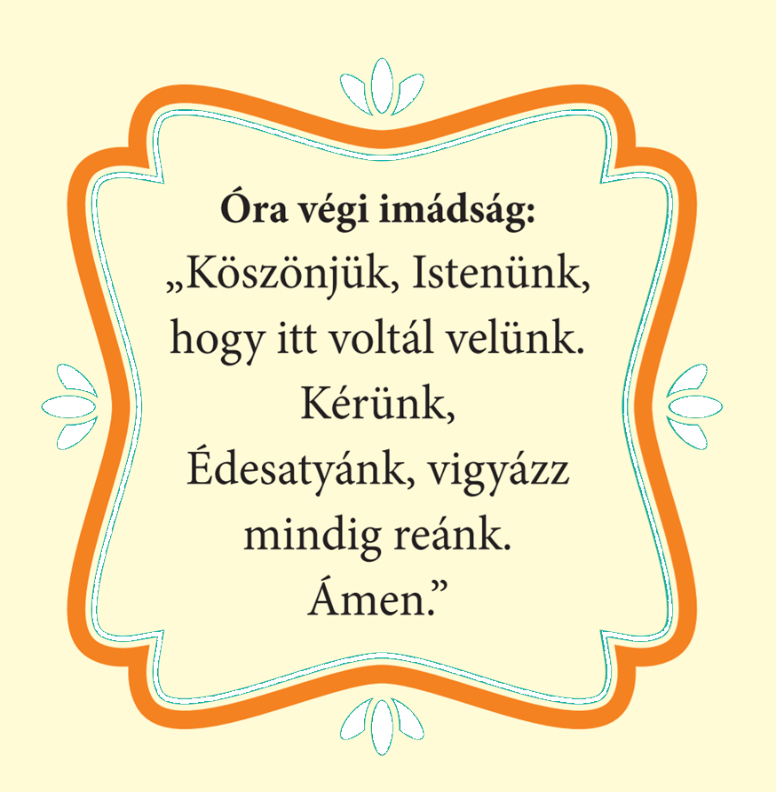 Óra végi imádság:
„Köszönjük, Istenünk,
hogy itt voltál velünk.
Kérünk,
Édesatyánk, vigyázz
mindig reánk.
Ámen.”